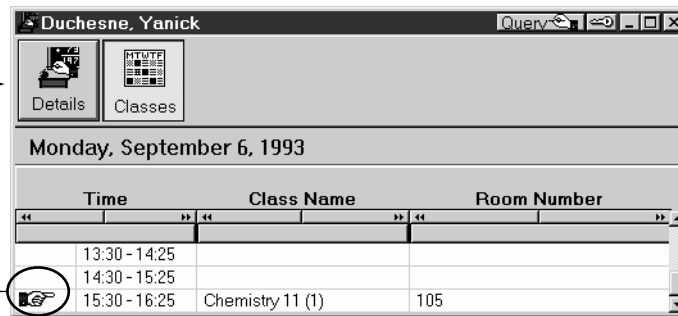 Duchesne, Yanick Query
Details Classes
Monday, September 6, 1993
Time Class Name Room Number
13:30 - 14:25
14:30 - 15:25
15:30 - 16:25 Chemistry 11 (1) 105